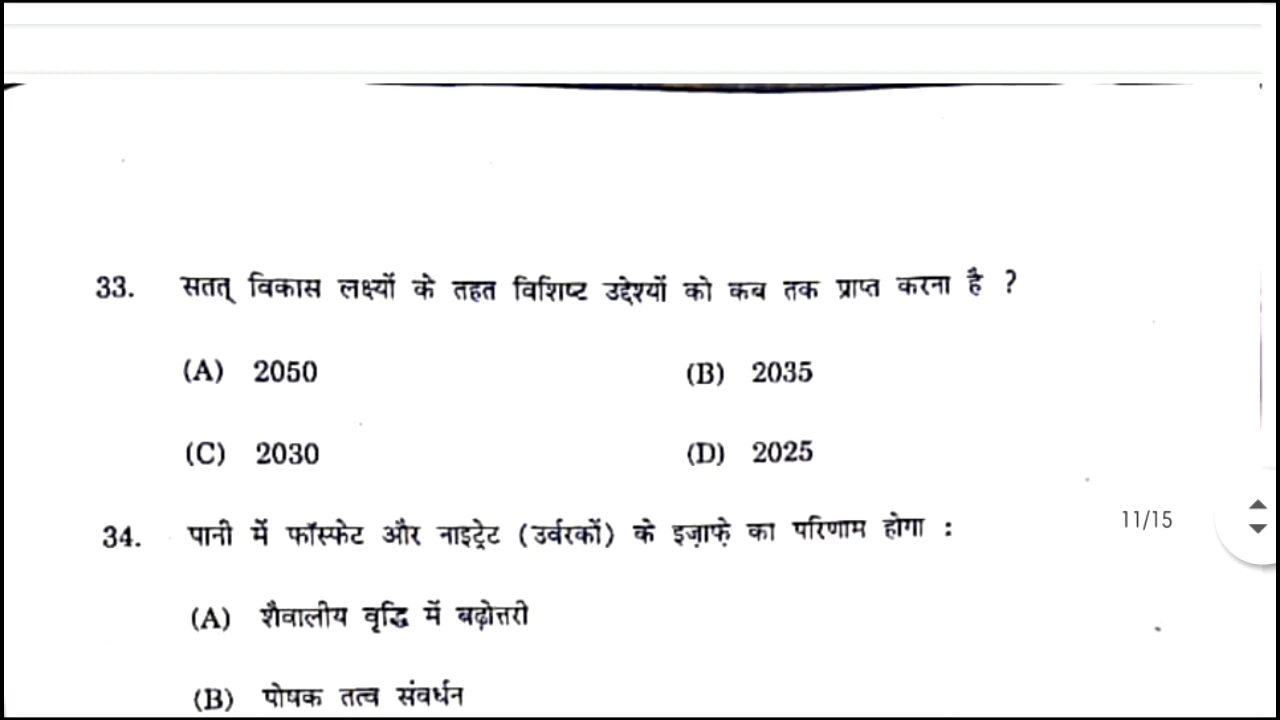 33. सतत् विकास लक्ष्यों के तहत विशिष्ट उद्देश्यों को कब तक प्राप्त करना है ?
(A) 2050 (B) 2035
(C) 2030 (D) 2025
34. पानी में फॉस्फेट और नाइट्रेट (उर्वरकों) के इज़ाफ़े का परिणाम होगा :
11/15
(A) शैवालीय वृद्धि में बढ़ोत्तरी
(B) पोषक तत्व संवर्धन